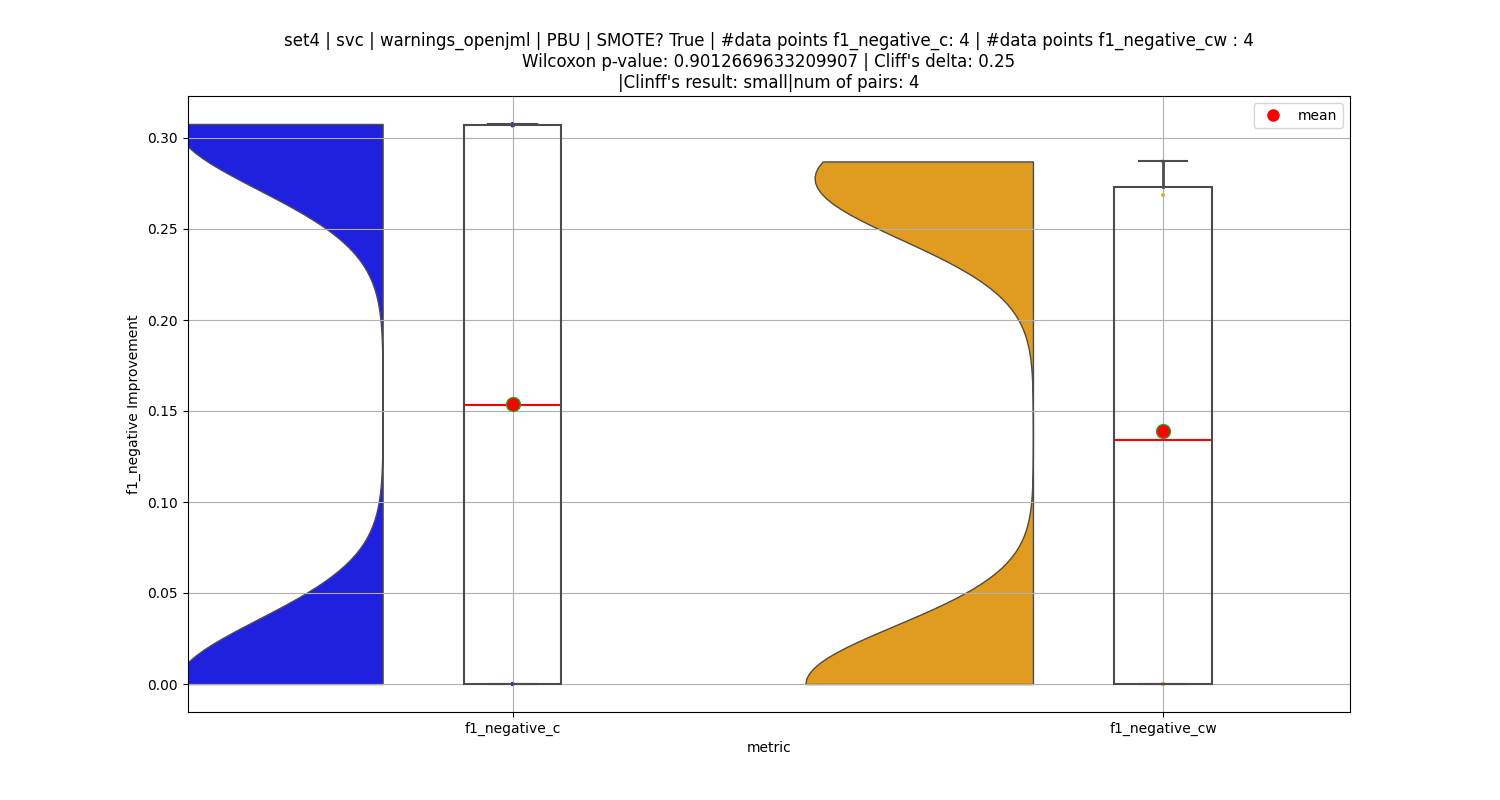 set4 | svc | warnings_openjml | PBU | SMOTE? True | #data points f1_negative_c: 4 | #data points f1_negative_cw : 4
Wilcoxon p-value: 0.9012669633209907 | Cliff's delta: 0.25
|Clinff's result: small|num of pairs: 4
mean
0.30
0.25
0.20
0.15
0.10
0.05
0.00
f1_negative Improvement
f1_negative_c
f1_negative_cw
metric